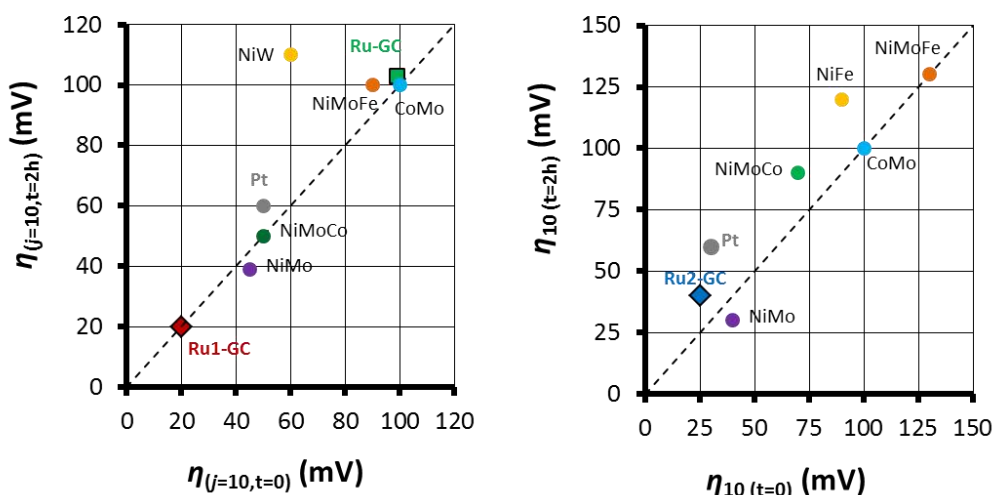 120
100
80
60
40
20
0
0 20 40 60 80 100 120
η(j=10,t=2h) (mV)
η(j=10,t=0) (mV)
NiW
Ru-GC
NiMoFe
CoMo
Pt
NiMoCo
NiMo
Ru1-GC
150
125
100
75
50
25
0
0 25 50 75 100 125 150
η10 (t=2h) (mV)
η10 (t=0) (mV)
NiMoFe
NiFe
CoMo
NiMoCo
Pt
Ru2-GC
NiMo